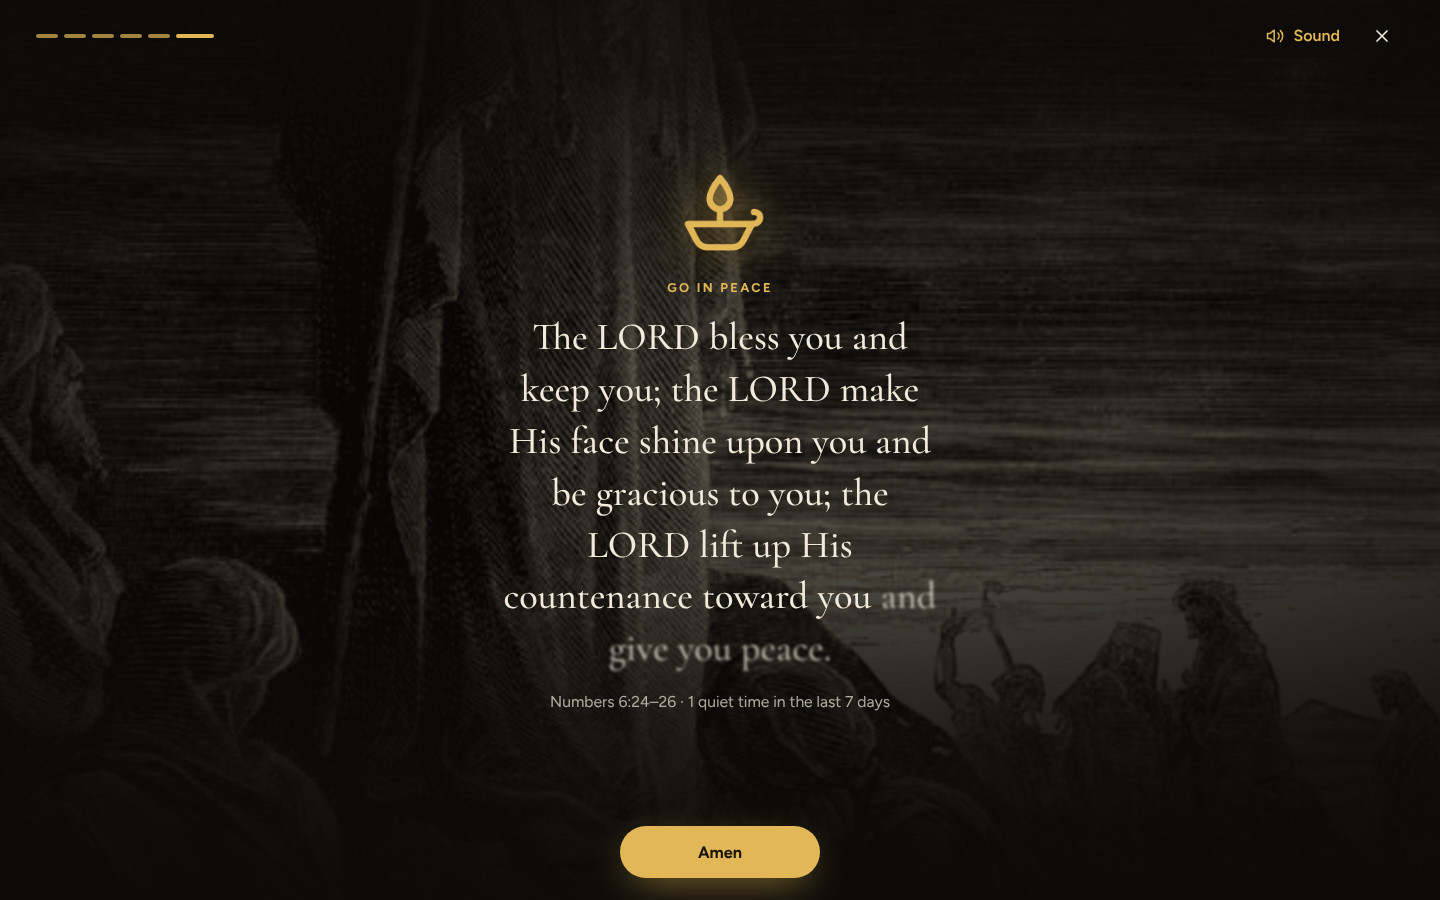 Sound
GO IN PEACE
The LORD bless you and
keep you; the LORD make
His face shine upon you and
be gracious to you; the
LORD lift up His
countenance toward you and
give you peace.
Numbers 6:24–26 · 1 quiet time in the last 7 days
Amen